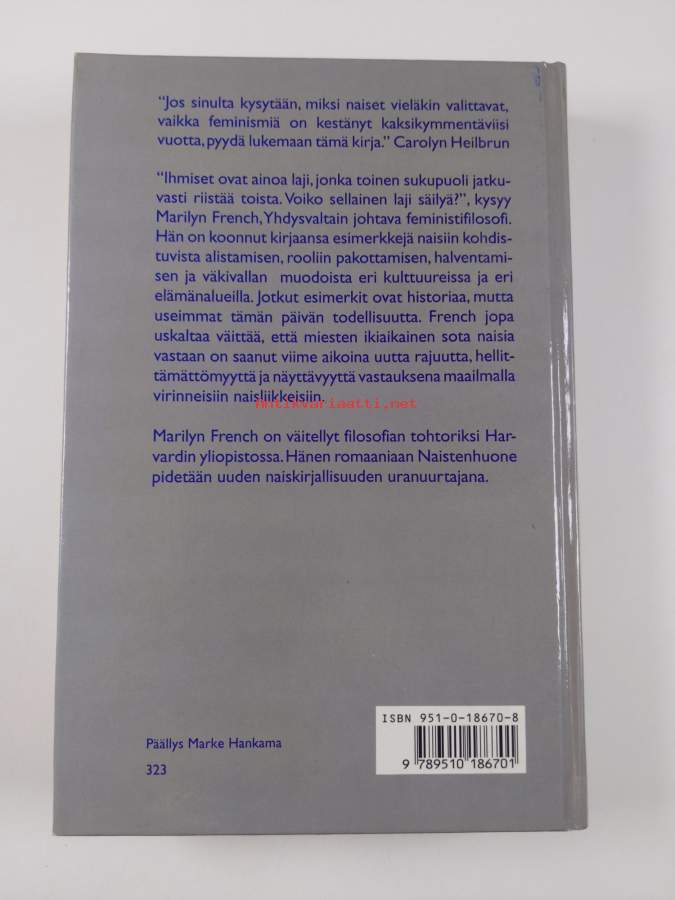 "Jos sinulta kysytään, miksi naiset vieläkin valittavat,
vaikka feminismiä on kestänyt kaksikymmentäviisi
vuotta, pyydä lukemaan tämä kirja." Carolyn Heilbrun
"Ihmiset ovat ainoa laji, jonka toinen sukupuoli jatku-
vasti riistää toista. Voiko sellainen laji säilyä?", kysyy
Marilyn French, Yhdysvaltain johtava feministifilosofi.
Hän on koonnut kirjaansa esimerkkejä naisiin kohdis-
tuvista alistamisen, rooliin pakottamisen, halventami-
sen ja väkivallan muodoista eri kulttuureissa ja eri
elämänalueilla. Jotkut esimerkit ovat historiaa, mutta
useimmat tämän päivän todellisuutta. French jopa
uskaltaa väittää, että miesten ikiaikainen sota naisia
vastaan on saanut viime aikoina uutta rajuutta, hellit-
tämättömyyttä ja näyttävyyttä vastauksena maailmalla
virinneisiin naisliikkeisiin.
antikvariaatti.net
Marilyn French on väitellyt filosofian tohtoriksi Har-
vardin yliopistossa. Hänen romaaniaan Naistenhuone
pidetään uuden naiskirjallisuuden uranuurtajana.
ISBN 951-0-18670-8
9 789510 186701
Päällys Marke Hankama
323